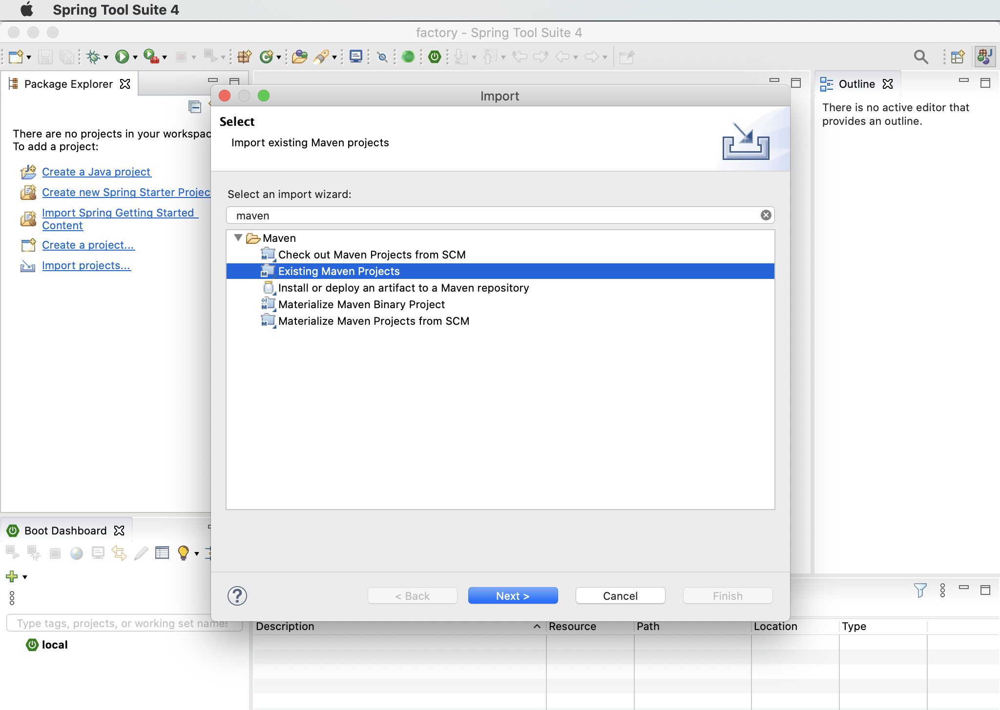 Spring Tool Suite 4
factory - Spring Tool Suite 4
Package Explorer
There are no projects in your workspac
To add a project:
Create a Java project
Create new Spring Starter Projec
Import Spring Getting Started
Content
Create a project...
Import projects...
Import
Select
Import existing Maven projects
Select an import wizard:
maven
Maven
Check out Maven Projects from SCM
Existing Maven Projects
Install or deploy an artifact to a Maven repository
Materialize Maven Binary Project
Materialize Maven Projects from SCM
?
< Back
Next >
Cancel
Finish
Outline
There is no active editor that
provides an outline.
Boot Dashboard
Type tags, projects, or working set names
local
Description Resource Path Location Type